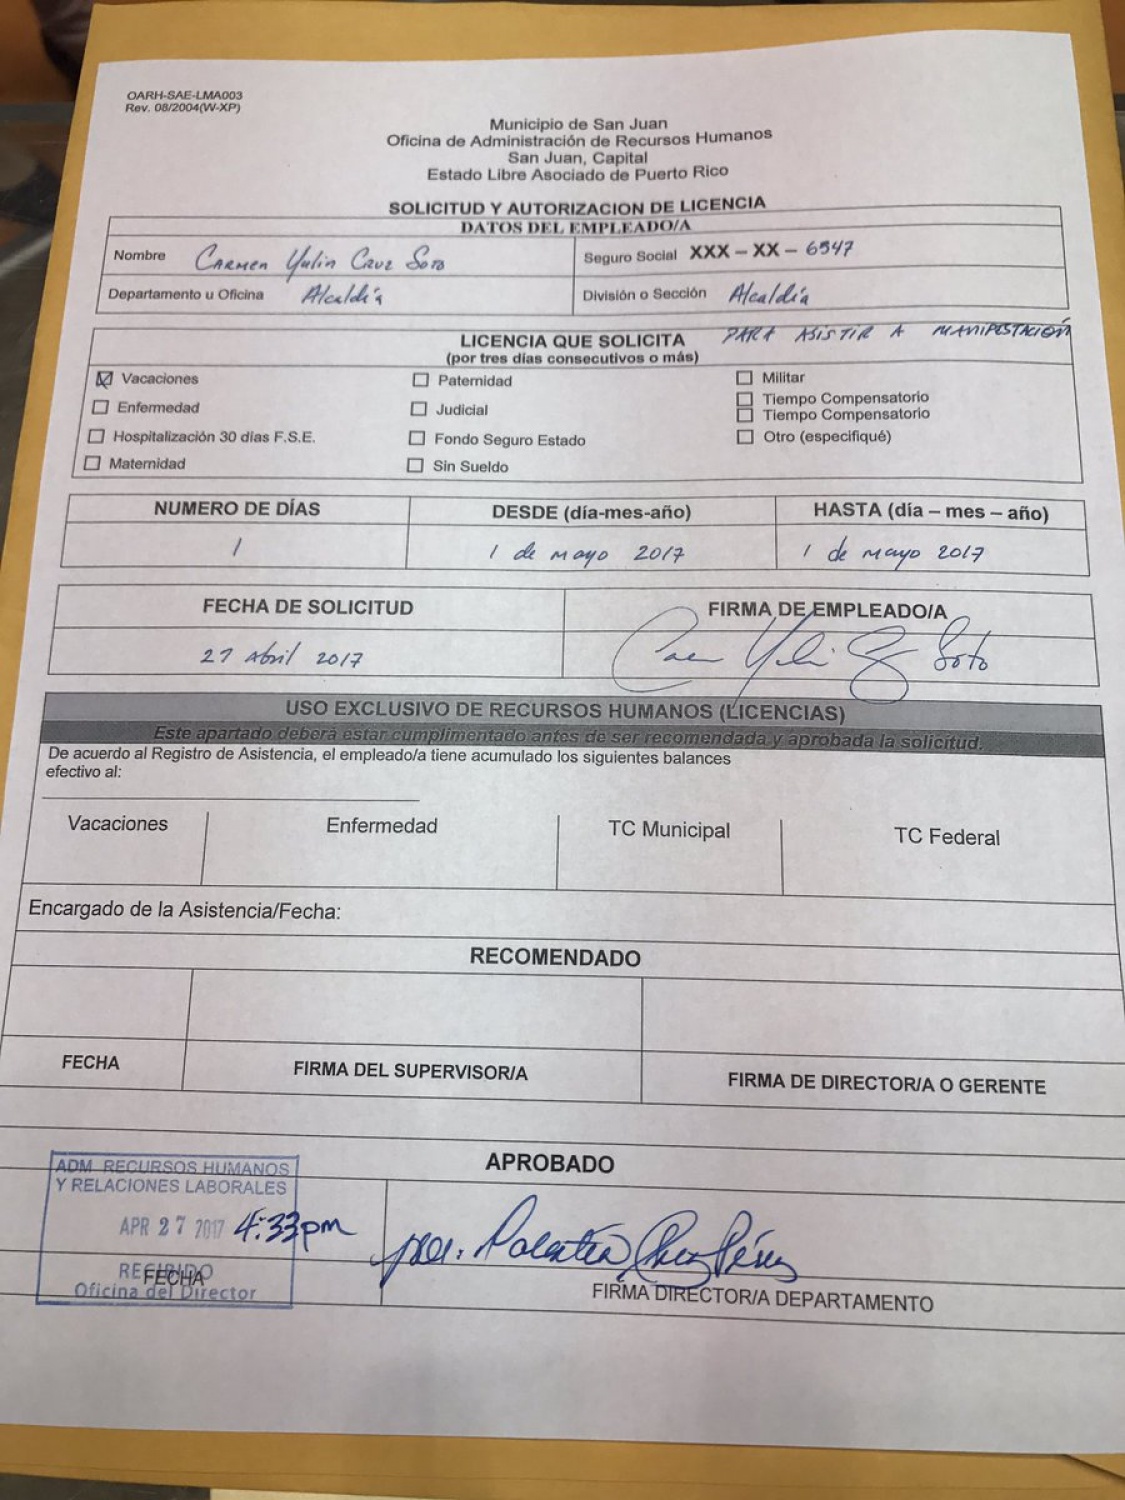 OARH-SAE-LMA003
Rev. 08/2004(W-XP)
Municipio de San Juan
Oficina de Administración de Recursos Humanos
San Juan, Capital
Estado Libre Asociado de Puerto Rico
SOLICITUD Y AUTORIZACION DE LICENCIA
DATOS DEL EMPLEADO/A
Nombre Carmen Yulín Cruz Soto Seguro Social XXX – XX – 6547
Departamento u Oficina Alcaldía División o Sección Alcaldía
LICENCIA QUE SOLICITA PARA ASISTIR A MANIFESTACIÓN
(por tres días consecutivos o más)
Vacaciones Paternidad Militar
Enfermedad Judicial Tiempo Compensatorio
Tiempo Compensatorio
Hospitalización 30 días F.S.E. Fondo Seguro Estado Otro (especifiqué)
Maternidad Sin Sueldo
NUMERO DE DÍAS DESDE (día-mes-año) HASTA (día – mes – año)
1 1 de mayo 2017 1 de mayo 2017
FECHA DE SOLICITUD FIRMA DE EMPLEADO/A
27 Abril 2017 Soto
USO EXCLUSIVO DE RECURSOS HUMANOS (LICENCIAS)
Este apartado deberá estar cumplimentado antes de ser recomendada y aprobada la solicitud.
De acuerdo al Registro de Asistencia, el empleado/a tiene acumulado los siguientes balances
efectivo al:
Vacaciones Enfermedad TC Municipal TC Federal
Encargado de la Asistencia/Fecha:
RECOMENDADO
FECHA FIRMA DEL SUPERVISOR/A FIRMA DE DIRECTOR/A O GERENTE
APROBADO
ADM RECURSOS HUMANOS
Y RELACIONES LABORALES
APR 27 2017 4:33pm
RECIBIDO
Oficina del Director
FECHA FIRMA DIRECTOR/A DEPARTAMENTO